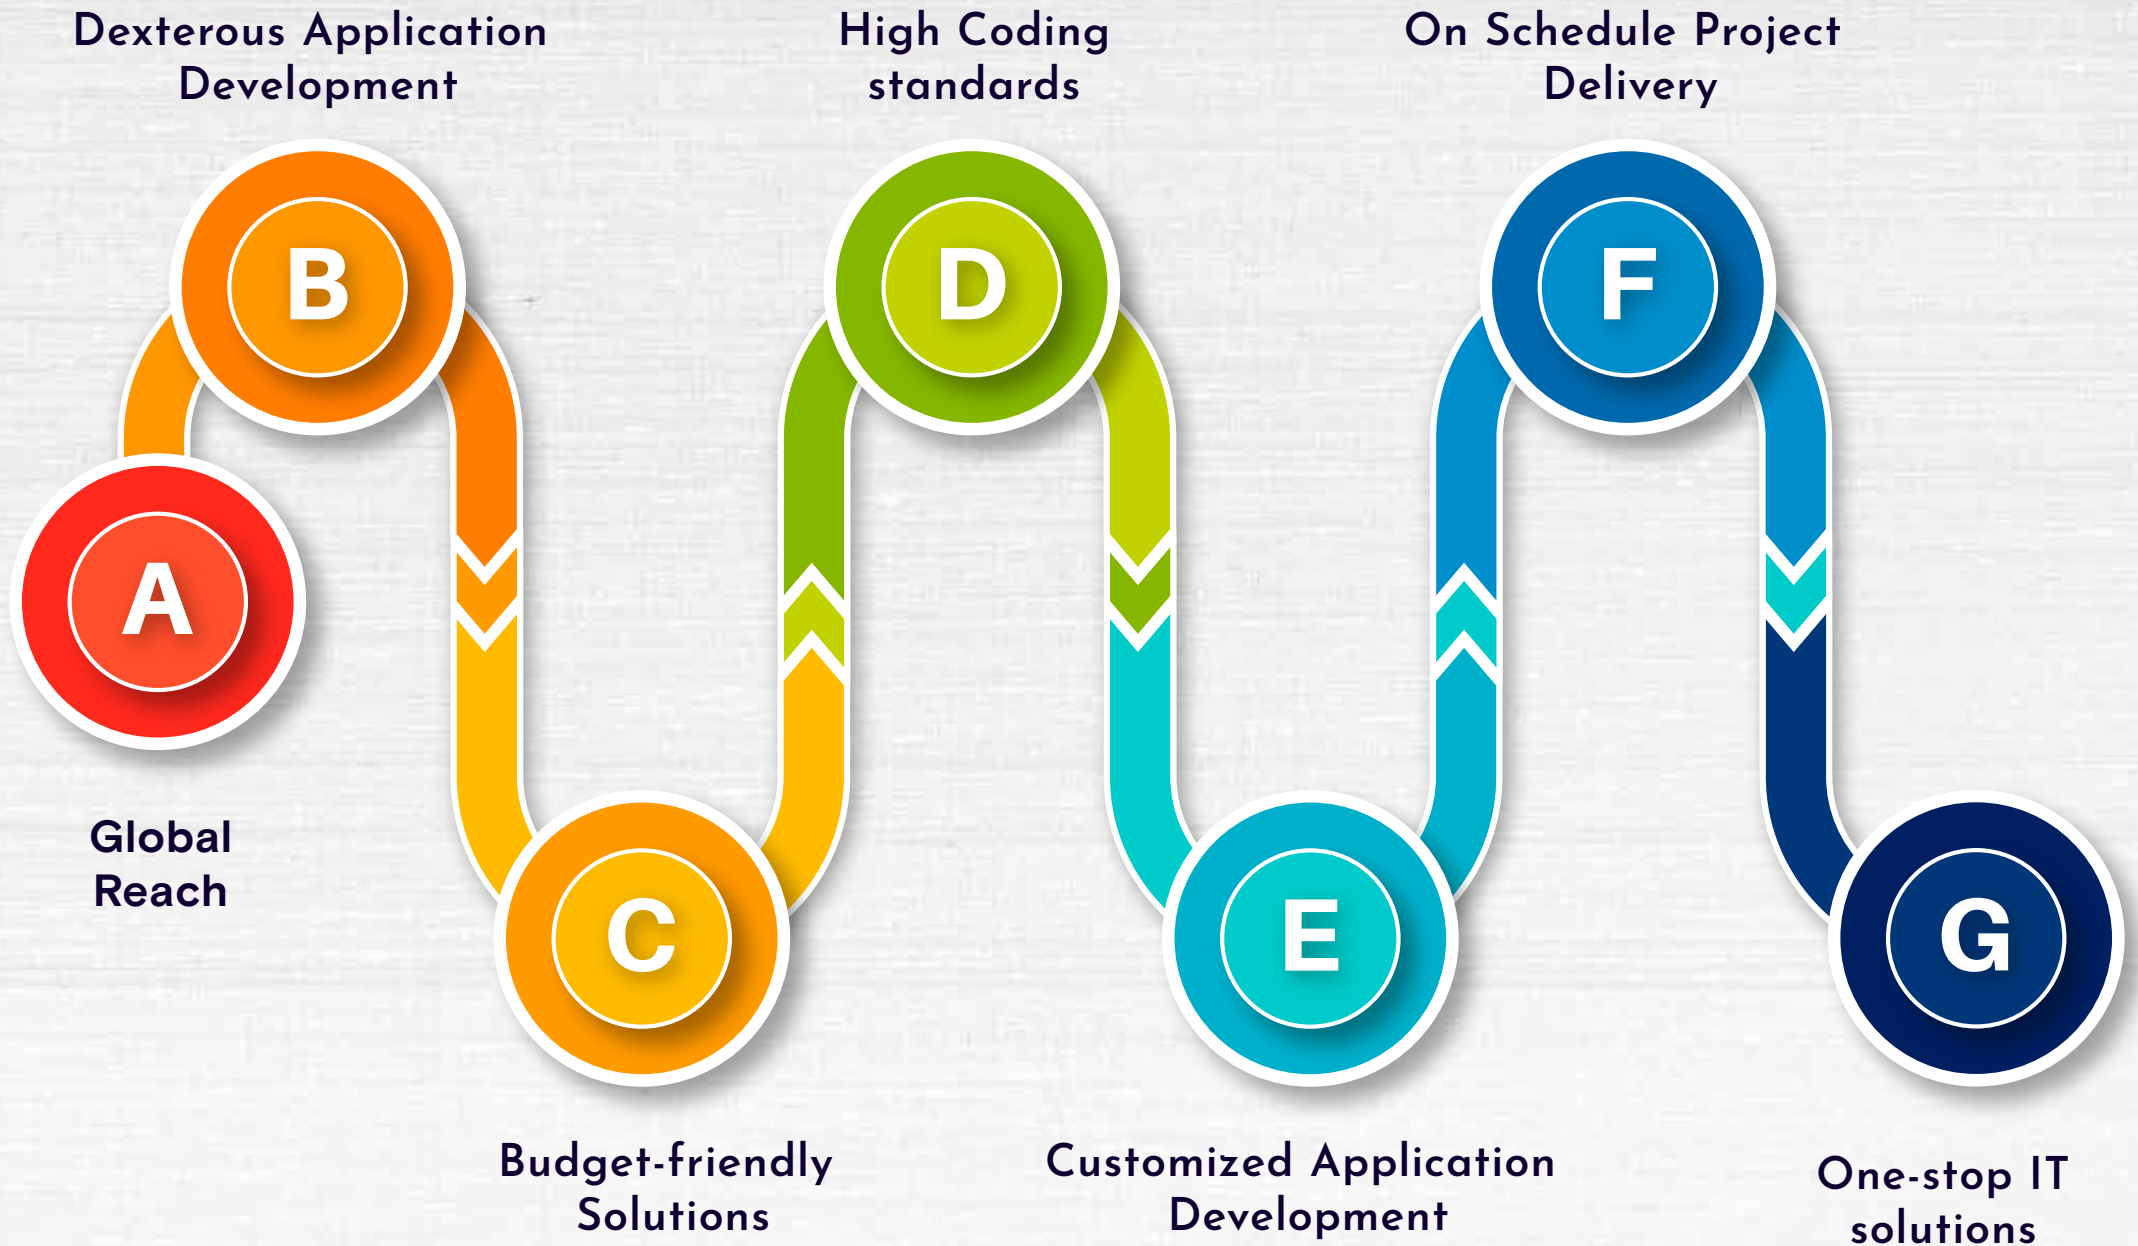 Dexterous Application
Development
High Coding
standards
On Schedule Project
Delivery
B
D
F
A
Global
Reach
C
E
G
Budget-friendly
Solutions
Customized Application
Development
One-stop IT
solutions